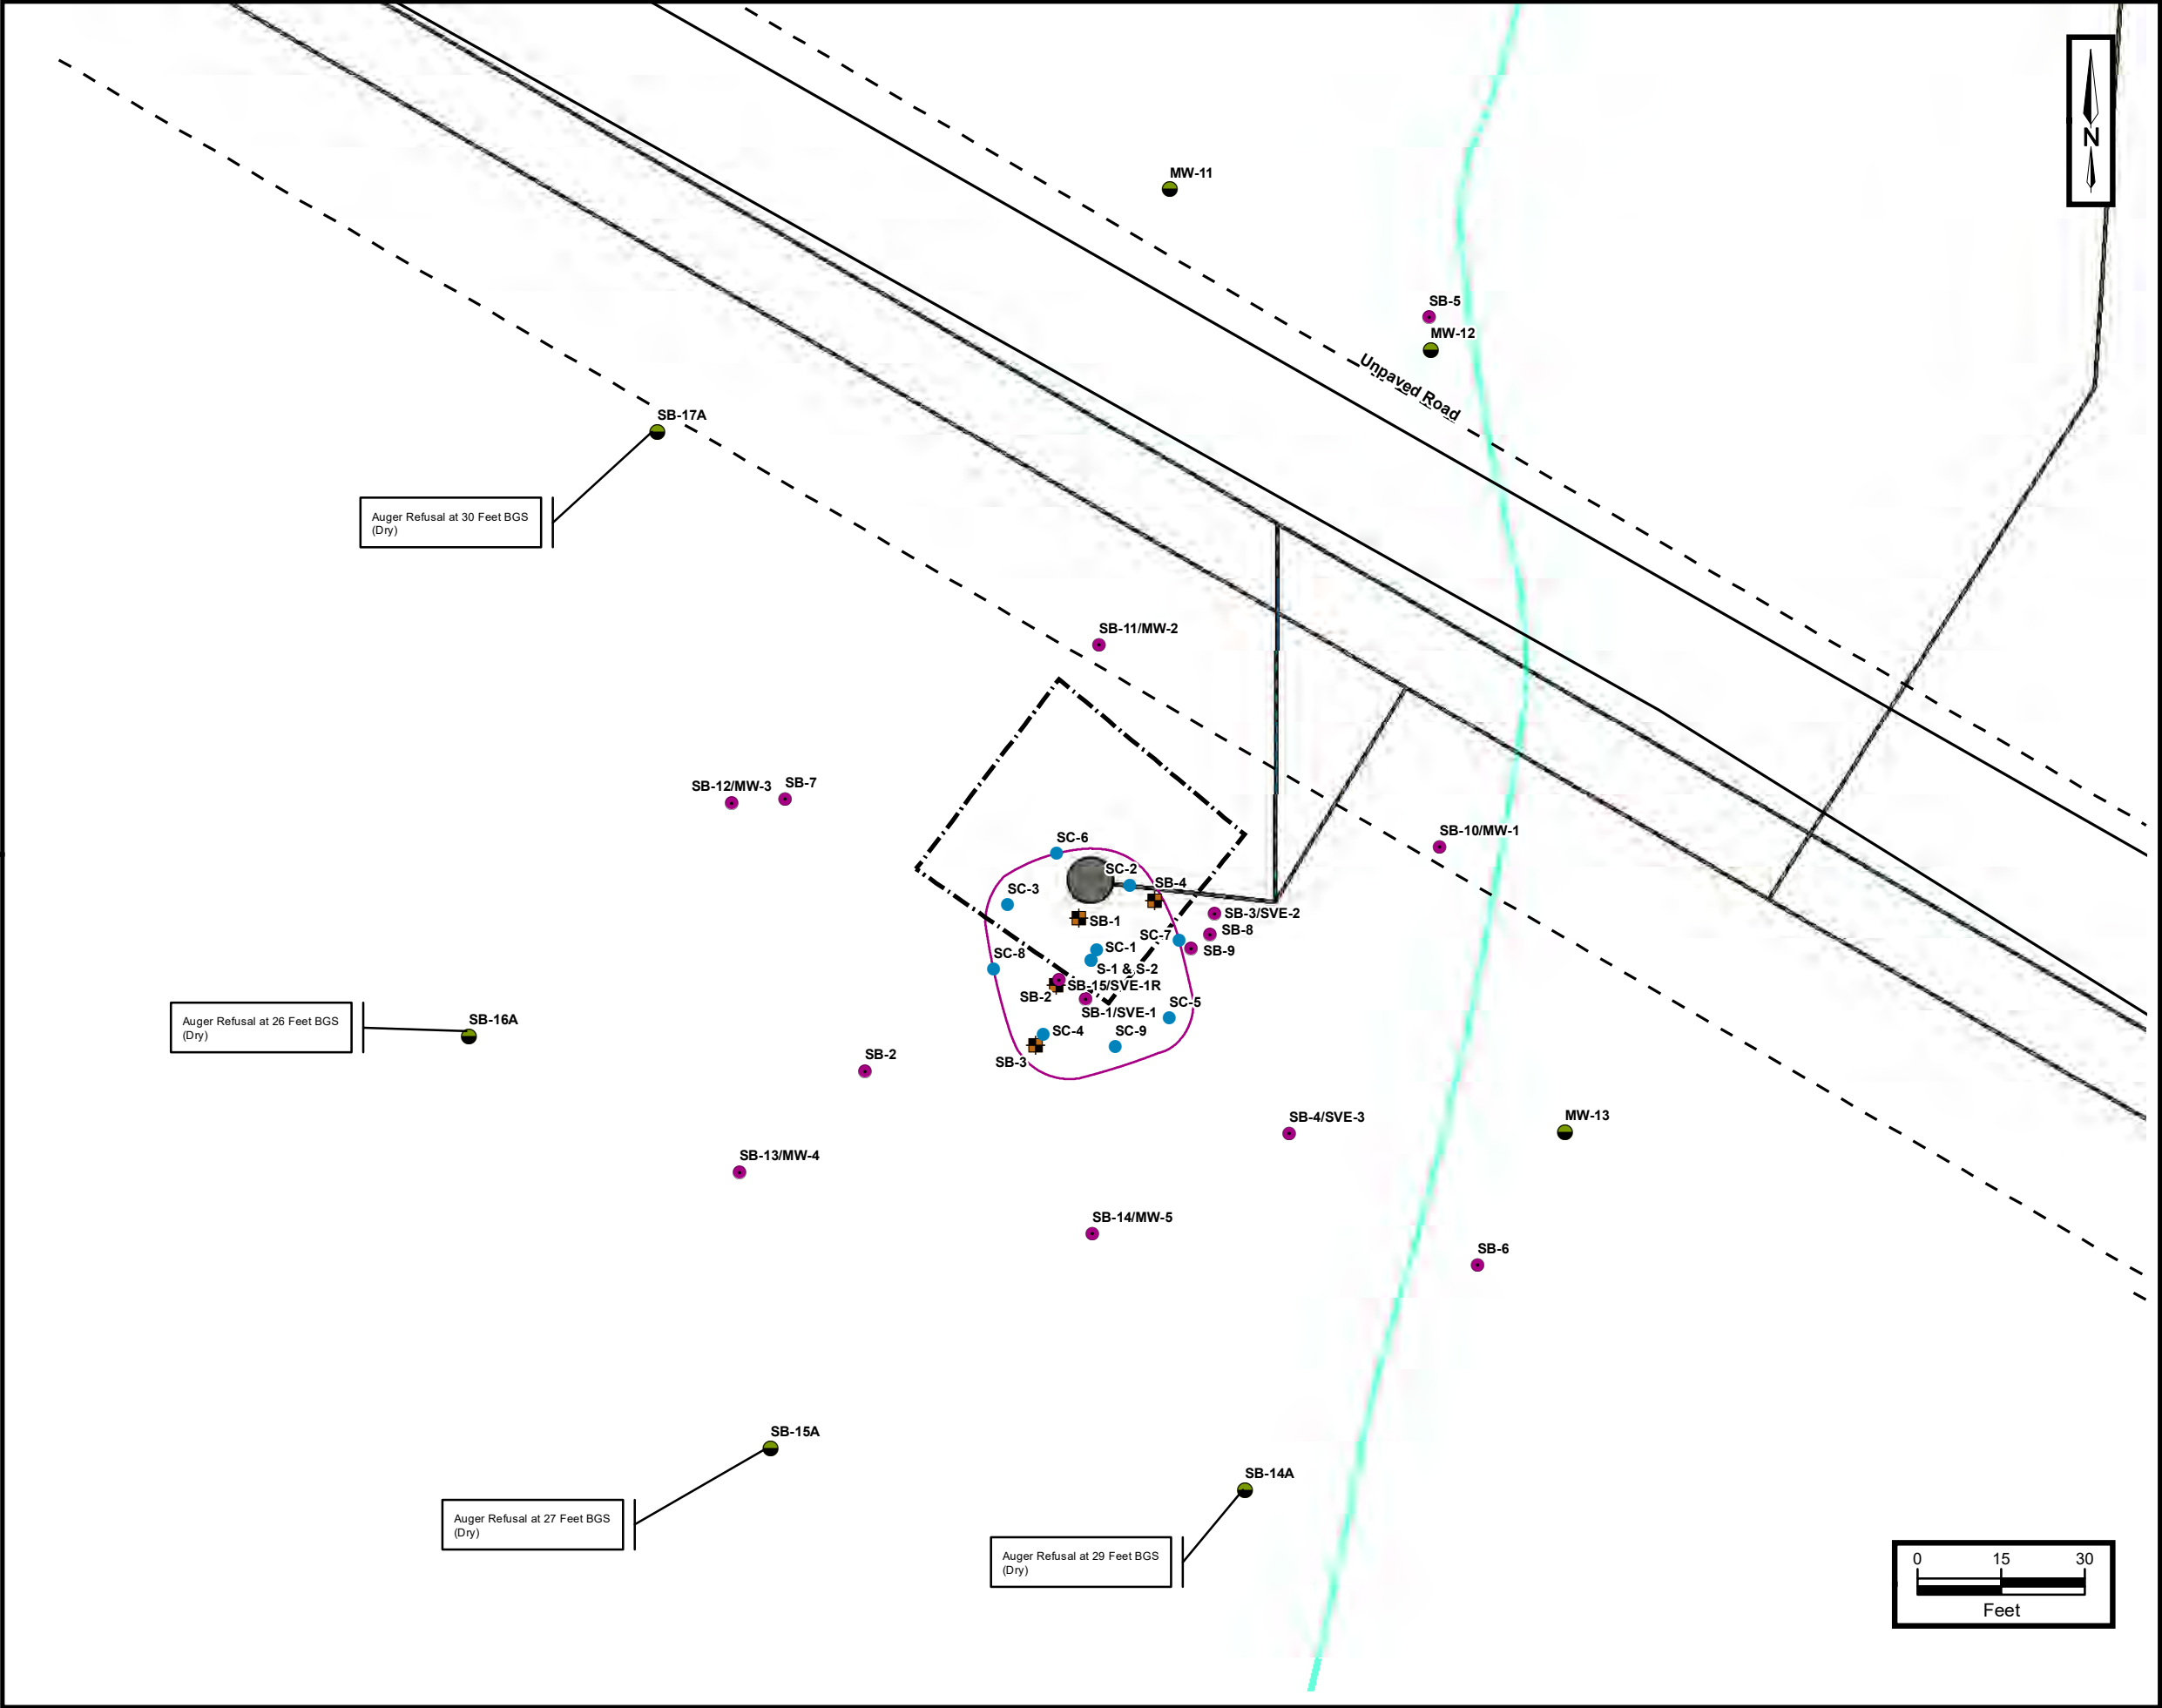 N
MW-11
SB-5
MW-12
Unpaved Road
SB-17A
Auger Refusal at 30 Feet BGS
(Dry)
SB-11/MW-2
SB-12/MW-3
SB-7
SC-6
SB-10/MW-1
SC-2
SB-4
SC-3
SB-1
SB-3/SVE-2
SB-8
SC-7
SB-9
SC-1
SC-8
S-1 & S-2
SB-15/SVE-1R
SB-2
SC-5
SB-1/SVE-1
SC-4
SC-9
SB-3
Auger Refusal at 26 Feet BGS
(Dry)
SB-16A
SB-2
SB-4/SVE-3
MW-13
SB-13/MW-4
SB-14/MW-5
SB-6
SB-15A
SB-14A
Auger Refusal at 27 Feet BGS
(Dry)
Auger Refusal at 29 Feet BGS
(Dry)
0 15 30
Feet